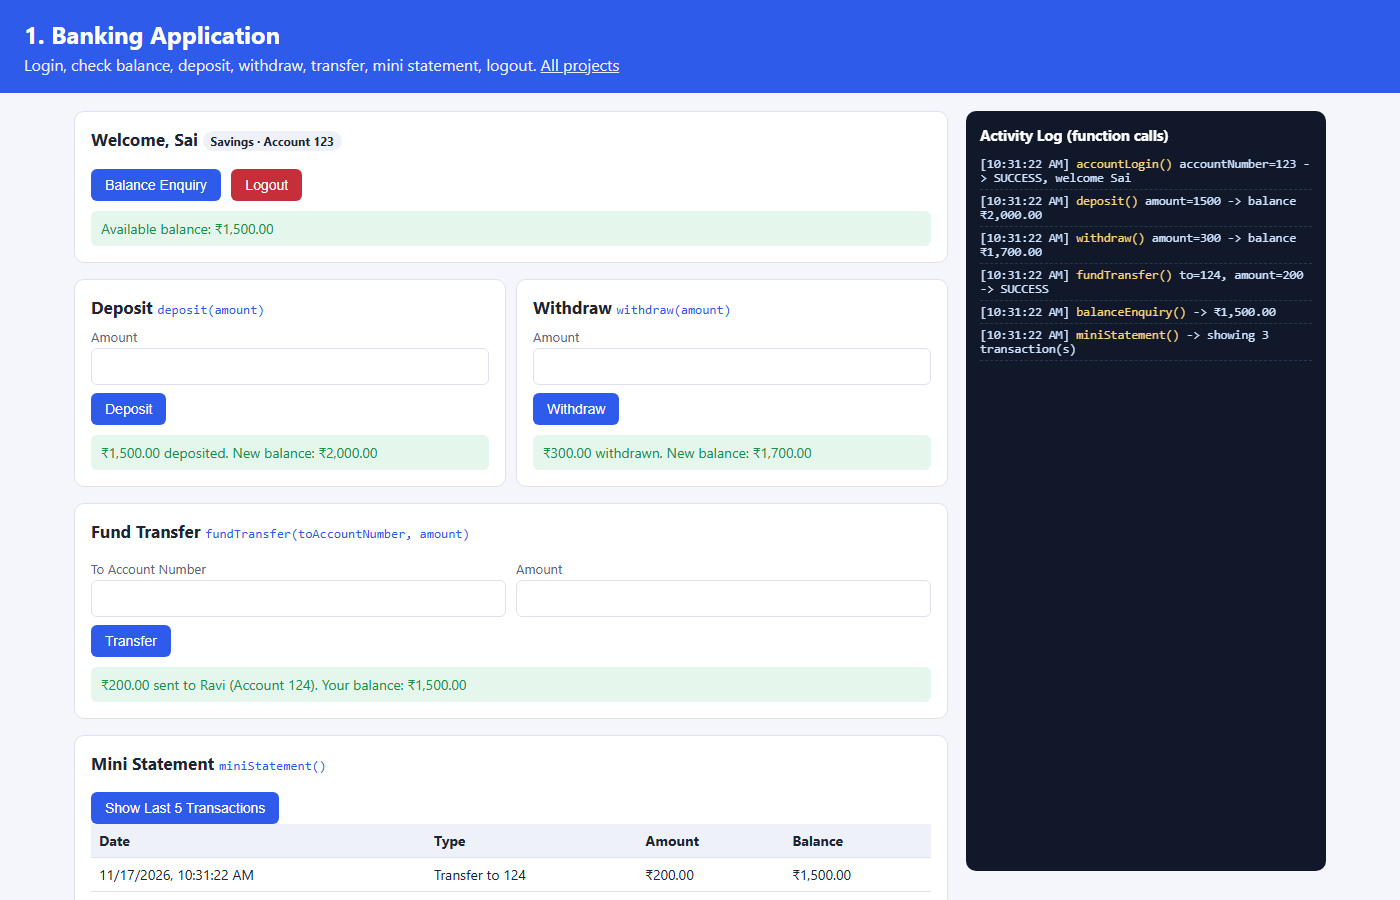 1. Banking Application
Login, check balance, deposit, withdraw, transfer, mini statement, logout. All projects
Welcome, Sai Savings · Account 123
Balance Enquiry Logout
Available balance: ₹1,500.00
Deposit deposit(amount)
Amount
Deposit
₹1,500.00 deposited. New balance: ₹2,000.00
Withdraw withdraw(amount)
Amount
Withdraw
₹300.00 withdrawn. New balance: ₹1,700.00
Fund Transfer fundTransfer(toAccountNumber, amount)
To Account Number Amount
Transfer
₹200.00 sent to Ravi (Account 124). Your balance: ₹1,500.00
Mini Statement miniStatement()
Show Last 5 Transactions
Date Type Amount Balance
11/17/2026, 10:31:22 AM Transfer to 124 ₹200.00 ₹1,500.00
Activity Log (function calls)
[10:31:22 AM] accountLogin() accountNumber=123 -
> SUCCESS, welcome Sai
[10:31:22 AM] deposit() amount=1500 -> balance
₹2,000.00
[10:31:22 AM] withdraw() amount=300 -> balance
₹1,700.00
[10:31:22 AM] fundTransfer() to=124, amount=200
-> SUCCESS
[10:31:22 AM] balanceEnquiry() -> ₹1,500.00
[10:31:22 AM] miniStatement() -> showing 3
transaction(s)